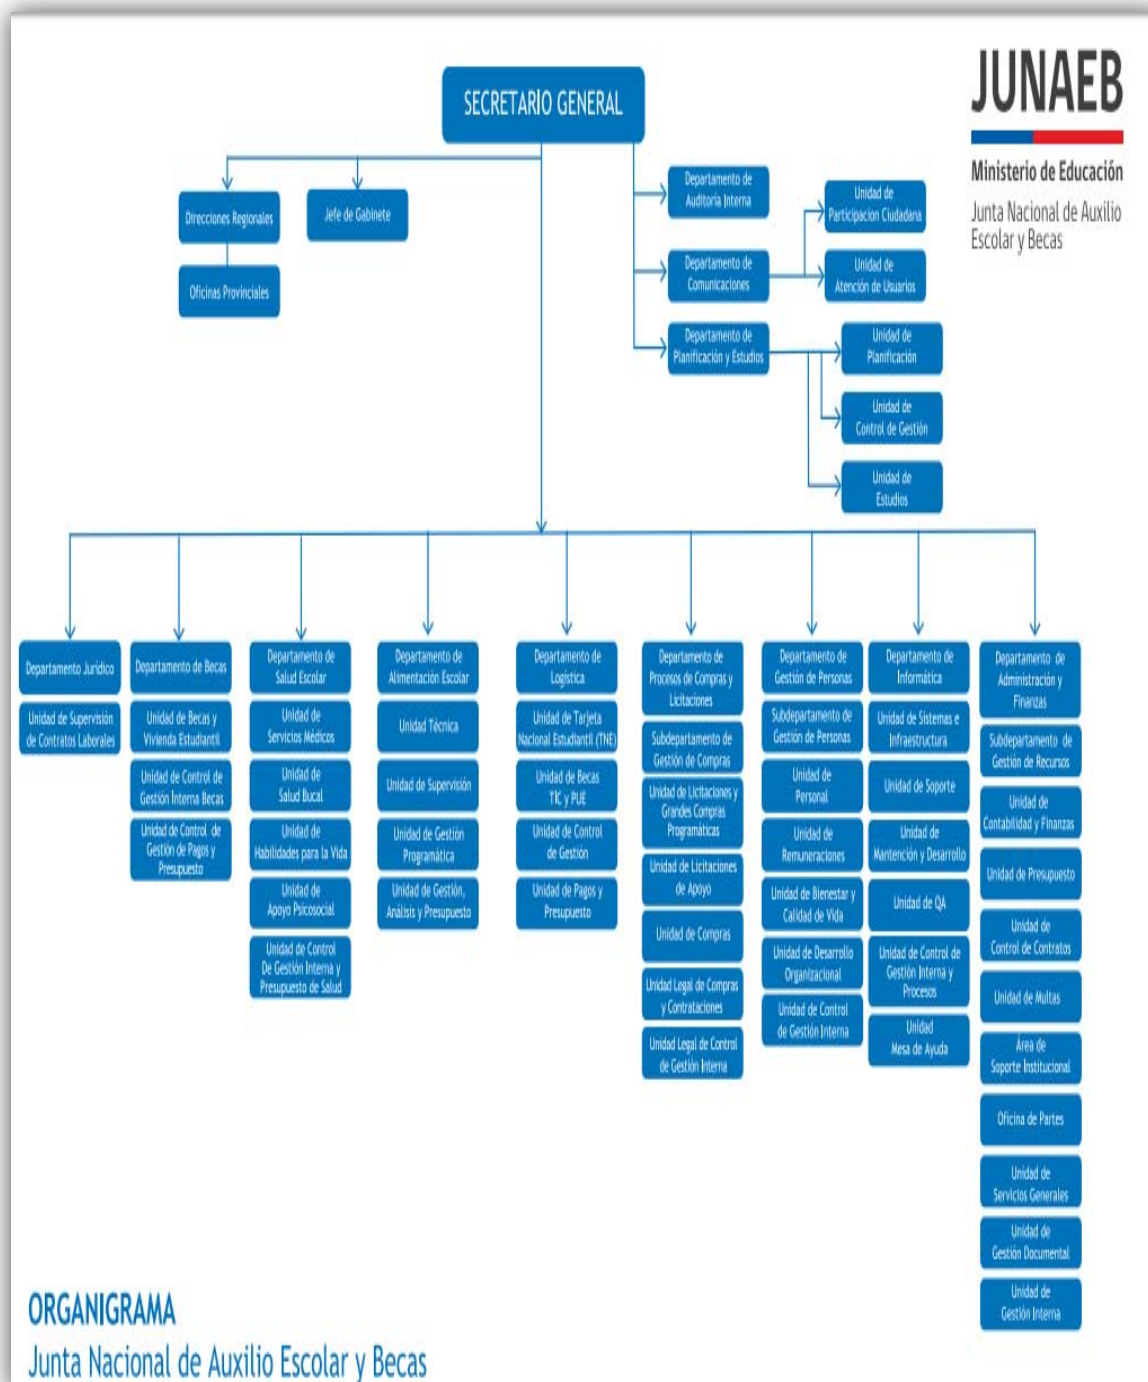 JUNAEB
Ministerio de Educación
Junta Nacional de Auxilio
Escolar y Becas
SECRETARIO GENERAL
Direcciones Regionales
Oficinas Provinciales
Jefe de Gabinete
Departamento de
Auditoria Interna
Departamento de
Comunicaciones
Unidad de
Participacion Ciudadana
Unidad de
Atención de Usuarios
Departamento de
Planificación y Estudios
Unidad de
Planificación
Unidad de
Control de Gestión
Unidad de
Estudios
Departamento Jurídico
Unidad de Supervisión
de Contratos Laborales
Departamento de Becas
Unidad de Becas y
Vivienda Estudiantil
Unidad de Control de
Gestión Interna Becas
Unidad de Control de
Gestión de Pagos y
Presupuesto
Departamento de
Salud Escolar
Unidad de
Servicios Médicos
Unidad de
Salud Bucal
Unidad de
Habilidades para la Vida
Unidad de
Apoyo Psicosocial
Unidad de Control
De Gestión Interna y
Presupuesto de Salud
Departamento de
Alimentación Escolar
Unidad Técnica
Unidad de Supervisión
Unidad de Gestión
Programática
Unidad de Gestión,
Análisis y Presupuesto
Departamento de
Logística
Unidad de Tarjeta
Nacional Estudiantil (TNE)
Unidad de Becas
TIC y PUE
Unidad de Control
de Gestión
Unidad de Pagos y
Presupuesto
Departamento de
Procesos de Compras y
Licitaciones
Subdepartamento de
Gestión de Compras
Unidad de Licitaciones y
Grandes Compras
Programáticas
Unidad de Licitaciones
de Apoyo
Unidad de Compras
Unidad Legal de Compras
y Contrataciones
Unidad Legal de Control
de Gestión Interna
Departamento de
Gestión de Personas
Subdepartamento de
Gestión de Personas
Unidad de
Personal
Unidad de
Remuneraciones
Unidad de Bienestar y
Calidad de Vida
Unidad de Desarrollo
Organizacional
Unidad de Control
de Gestión Interna
Departamento de
Informática
Unidad de Sistemas e
Infraestructura
Unidad de Soporte
Unidad de
Mantención y Desarrollo
Unidad de QA
Unidad de Control de
Gestión Interna y
Procesos
Unidad
Mesa de Ayuda
Departamento de
Administración y
Finanzas
Subdepartamento de
Gestión de Recursos
Unidad de
Contabilidad y Finanzas
Unidad de Presupuesto
Unidad de
Control de Contratos
Unidad de Multas
Área de
Soporte Institucional
Oficina de Partes
Unidad de
Servicios Generales
Unidad de
Gestión Documental
Unidad de
Gestión Interna
ORGANIGRAMA
Junta Nacional de Auxilio Escolar y Becas